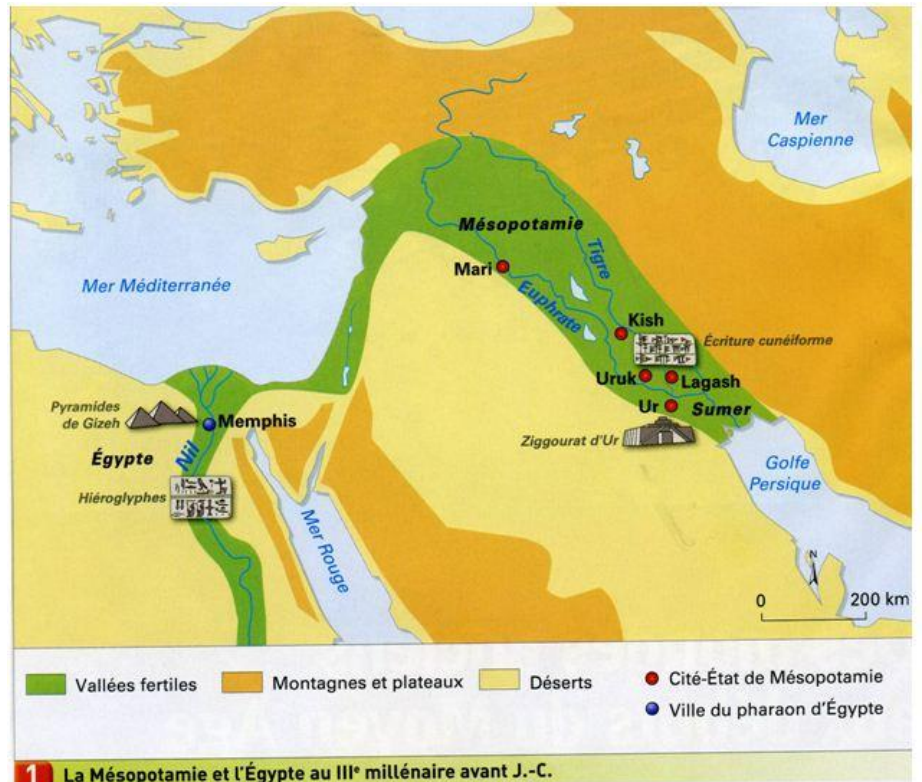 Mer
Caspienne
Mésopotamie
Tigre
Mari
Euphrate
Mer Méditerranée
Kish
Écriture cunéiforme
Uruk
Lagash
Ur
Sumer
Ziggourat d'Ur
Pyramides
de Gizeh
Memphis
Égypte
Nil
Hiéroglyphes
Mer Rouge
Golfe
Persique
N
0 200 km
Vallées fertiles
Montagnes et plateaux
Déserts
Cité-État de Mésopotamie
Ville du pharaon d'Égypte
1 La Mésopotamie et l'Égypte au IIIᵉ millénaire avant J.-C.